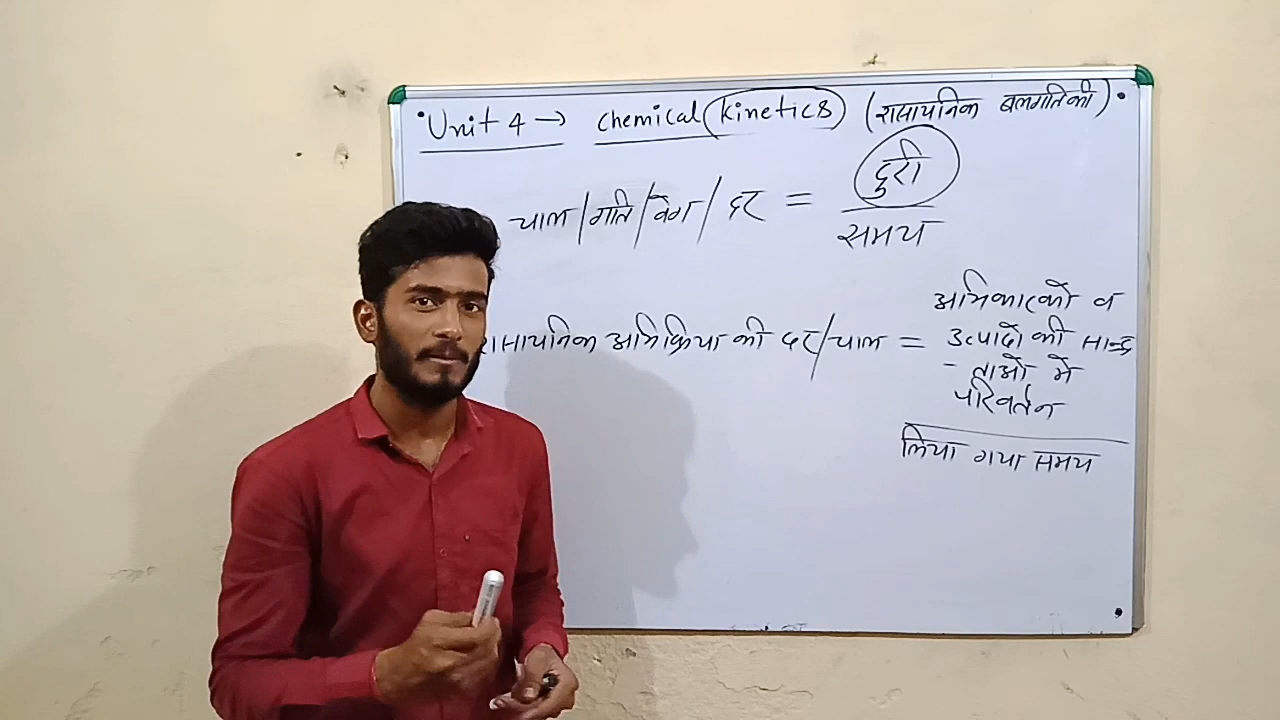 • Unit 4 → Chemical Kinetics (रासायनिक बलगतिकी) •
चाल / गति / वेग / दर = दुरी
समय
रासायनिक अभिक्रिया की दर / चाल = अभिकारको व
उत्पादो की सान्द्र
- ताओ मे
परिवर्तन
लिया गया समय